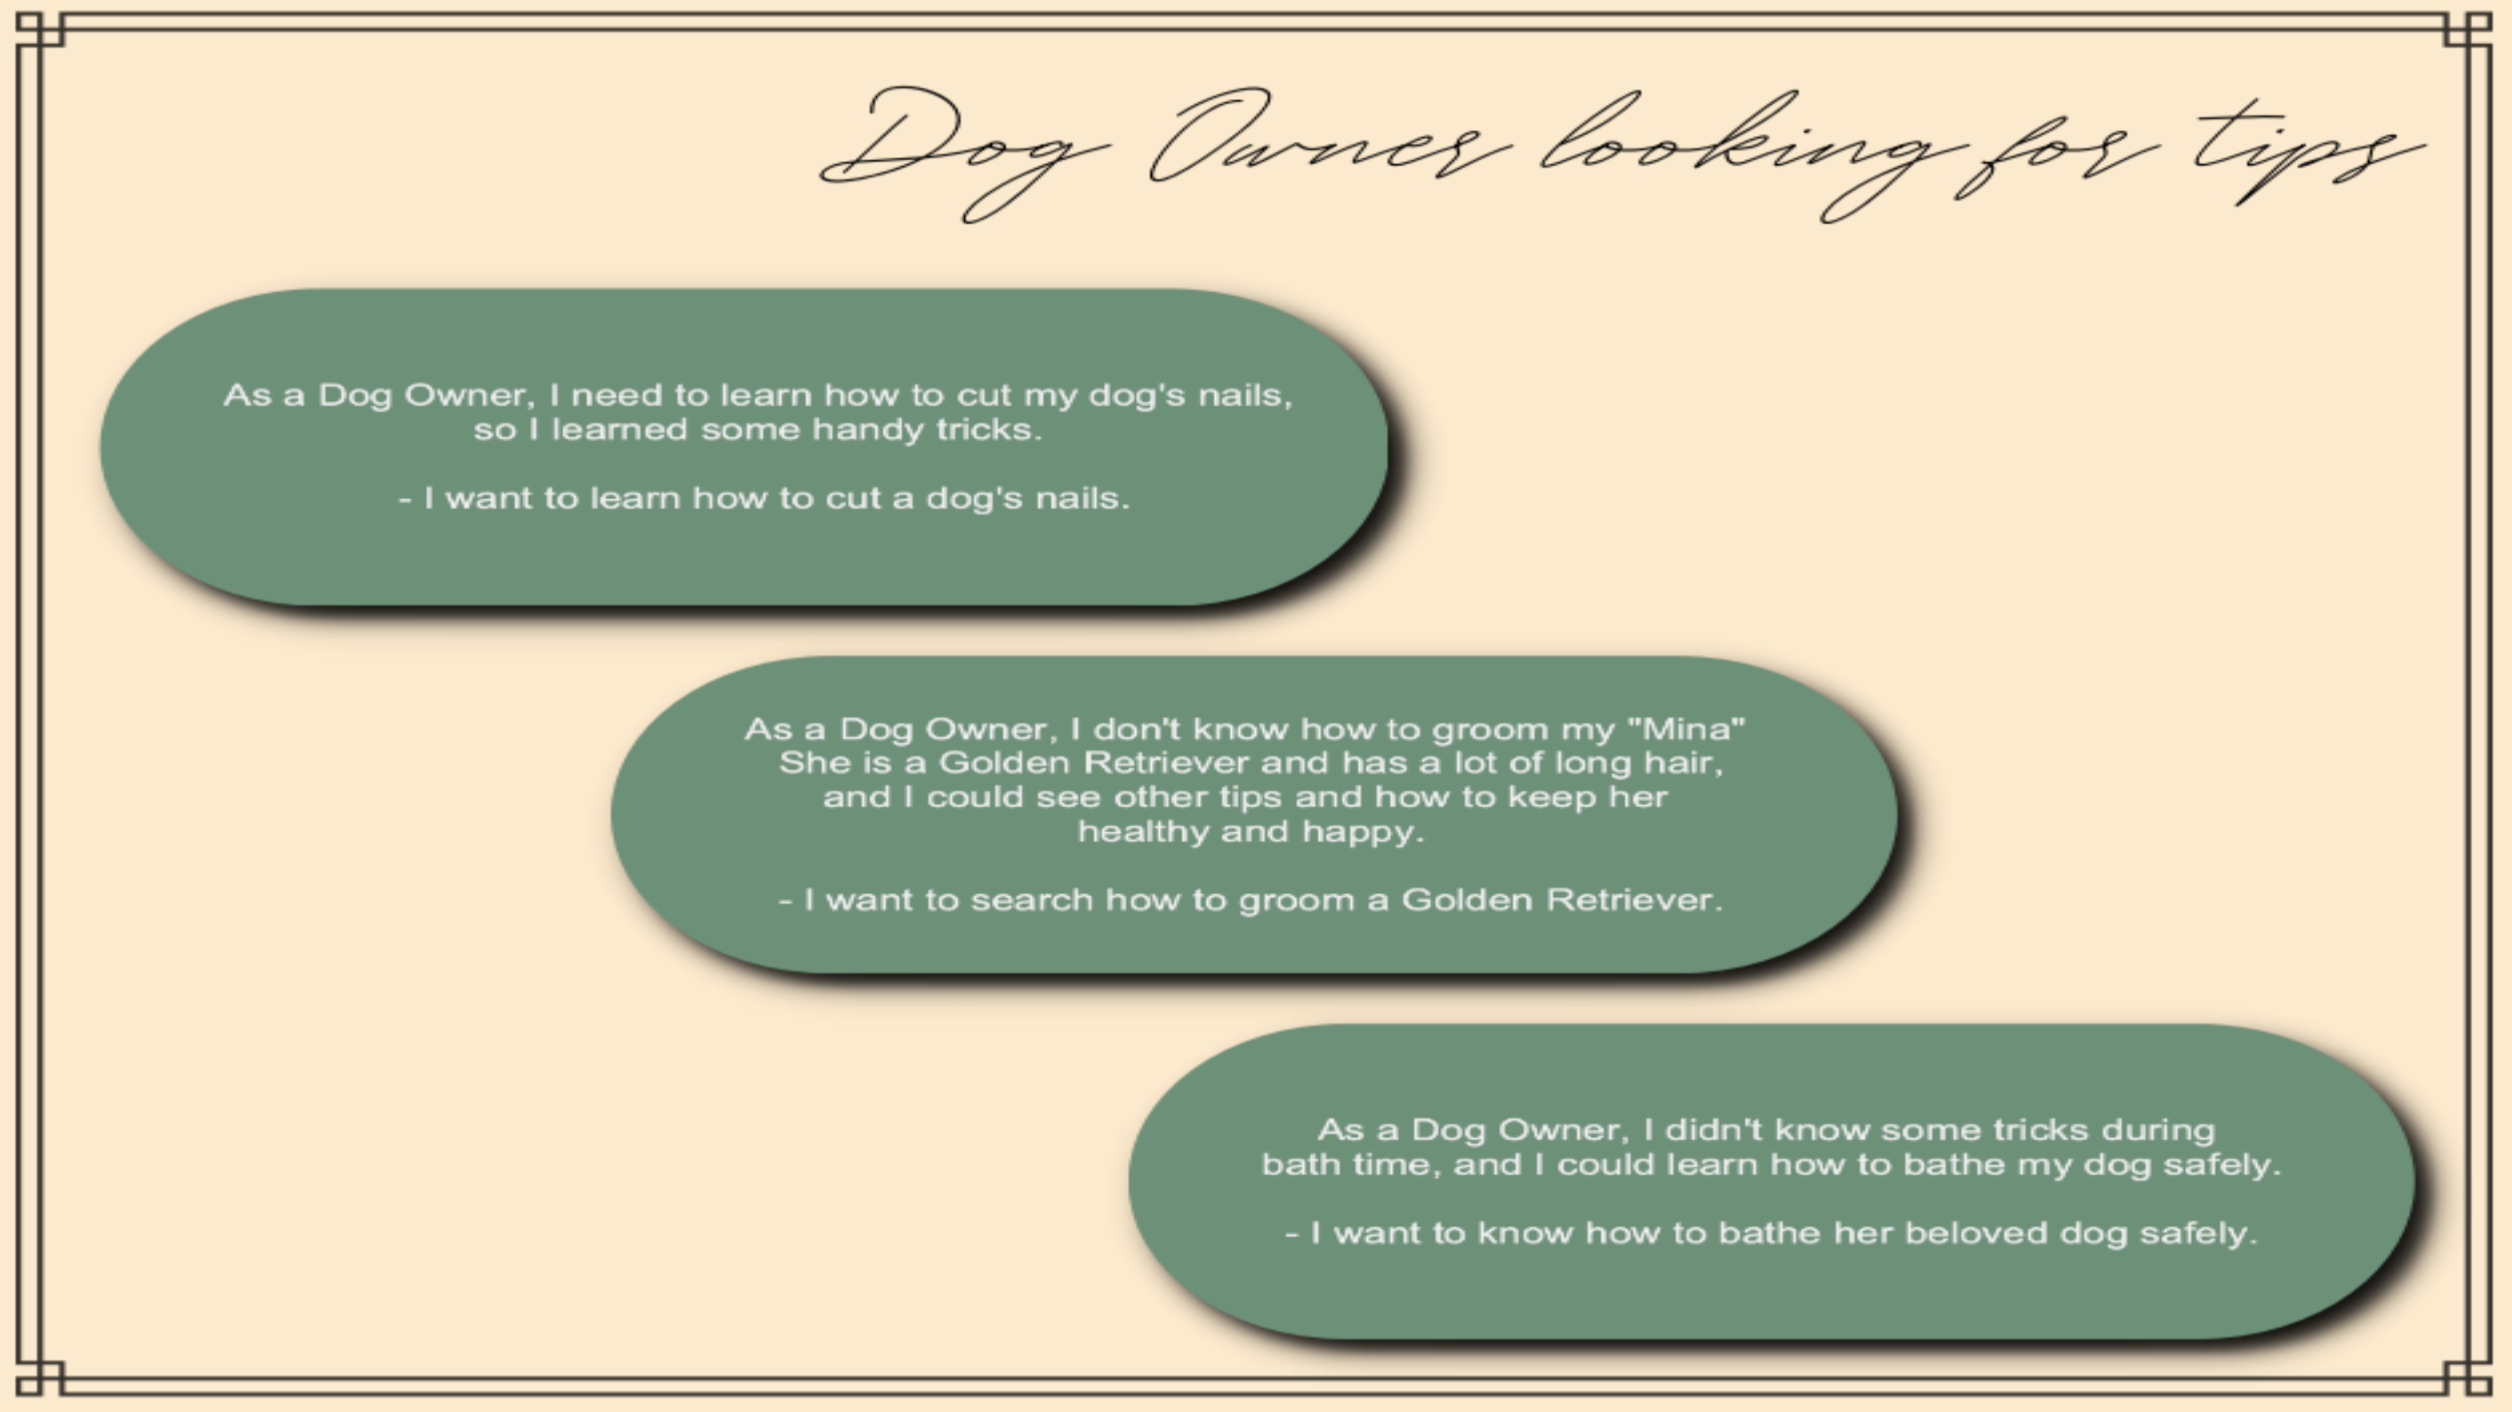 Dog Owner looking for tips
As a Dog Owner, I need to learn how to cut my dog's nails,
so I learned some handy tricks.
- I want to learn how to cut a dog's nails.
As a Dog Owner, I don't know how to groom my "Mina"
She is a Golden Retriever and has a lot of long hair,
and I could see other tips and how to keep her
healthy and happy.
- I want to search how to groom a Golden Retriever.
As a Dog Owner, I didn't know some tricks during
bath time, and I could learn how to bathe my dog safely.
- I want to know how to bathe her beloved dog safely.